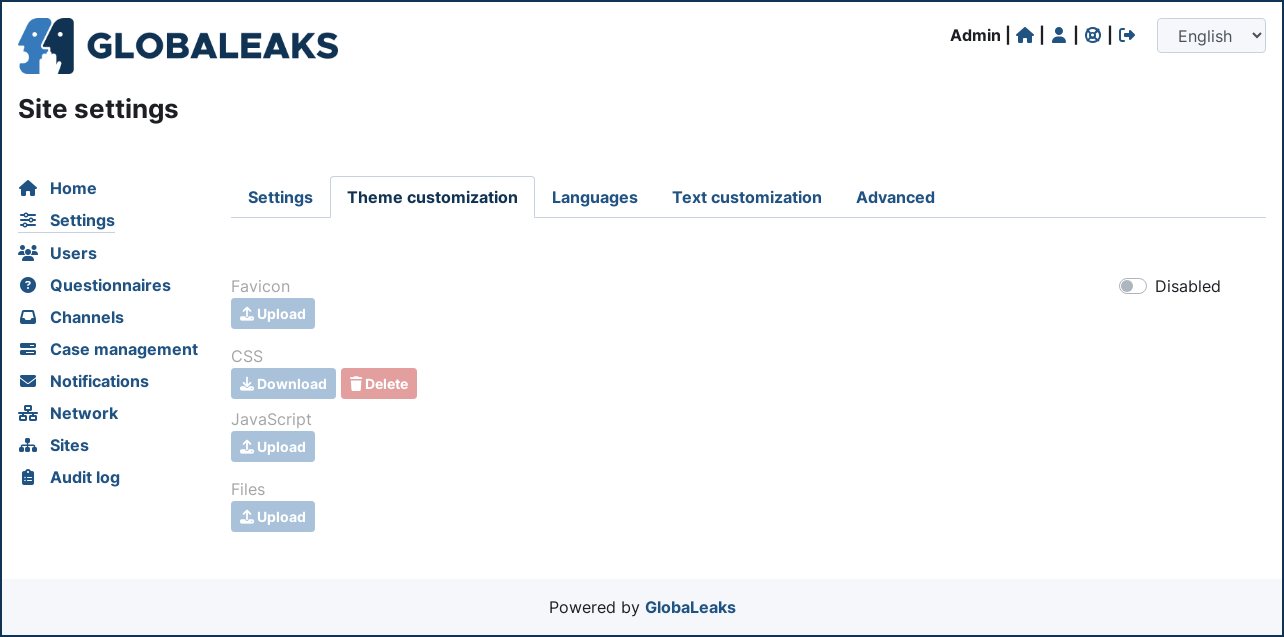 GLOBALEAKS
Admin | | | |
English
Site settings
Home
Settings
Users
Questionnaires
Channels
Case management
Notifications
Network
Sites
Audit log
Settings Theme customization Languages Text customization Advanced
Favicon
Disabled
Upload
CSS
Download Delete
JavaScript
Upload
Files
Upload
Powered by GlobaLeaks